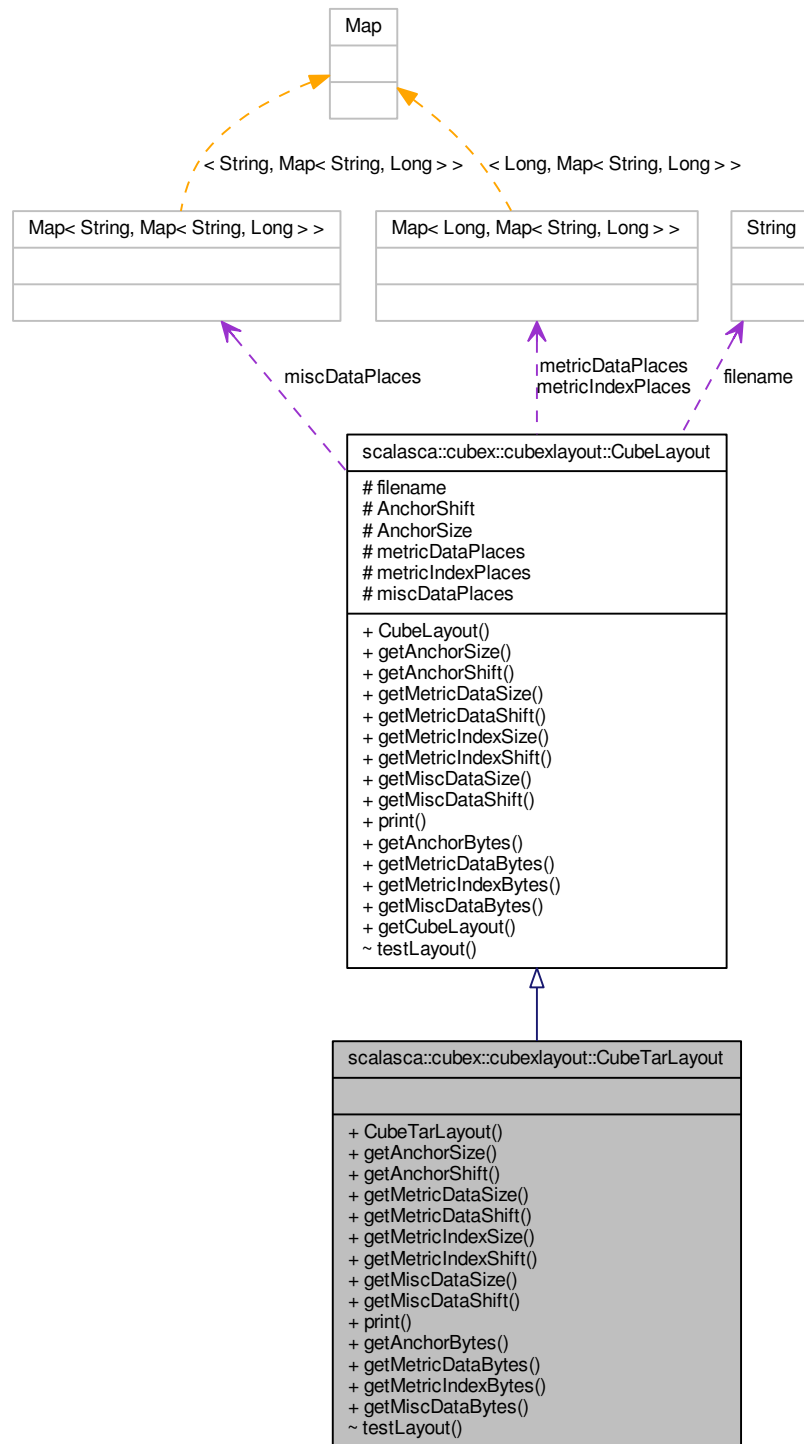 Map
< String, Map< String, Long > >
< Long, Map< String, Long > >
Map< String, Map< String, Long > >
Map< Long, Map< String, Long > >
String
miscDataPlaces
metricDataPlaces
metricIndexPlaces
filename
scalasca::cubex::cubexlayout::CubeLayout
# filename
# AnchorShift
# AnchorSize
# metricDataPlaces
# metricIndexPlaces
# miscDataPlaces
+ CubeLayout()
+ getAnchorSize()
+ getAnchorShift()
+ getMetricDataSize()
+ getMetricDataShift()
+ getMetricIndexSize()
+ getMetricIndexShift()
+ getMiscDataSize()
+ getMiscDataShift()
+ print()
+ getAnchorBytes()
+ getMetricDataBytes()
+ getMetricIndexBytes()
+ getMiscDataBytes()
+ getCubeLayout()
~ testLayout()
scalasca::cubex::cubexlayout::CubeTarLayout
+ CubeTarLayout()
+ getAnchorSize()
+ getAnchorShift()
+ getMetricDataSize()
+ getMetricDataShift()
+ getMetricIndexSize()
+ getMetricIndexShift()
+ getMiscDataSize()
+ getMiscDataShift()
+ print()
+ getAnchorBytes()
+ getMetricDataBytes()
+ getMetricIndexBytes()
+ getMiscDataBytes()
~ testLayout()